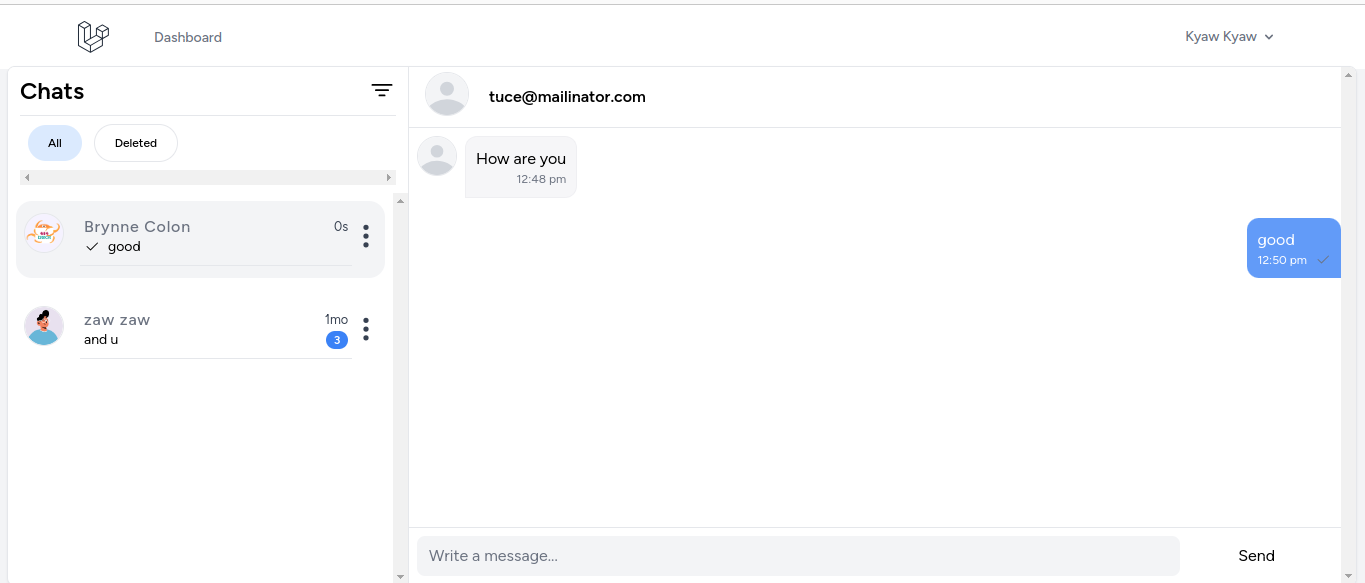 Dashboard
Kyaw Kyaw
Chats
All
Deleted
Brynne Colon
0s
good
zaw zaw
1mo
and u
3
tuce@mailinator.com
How are you
12:48 pm
good
12:50 pm
Write a message...
Send